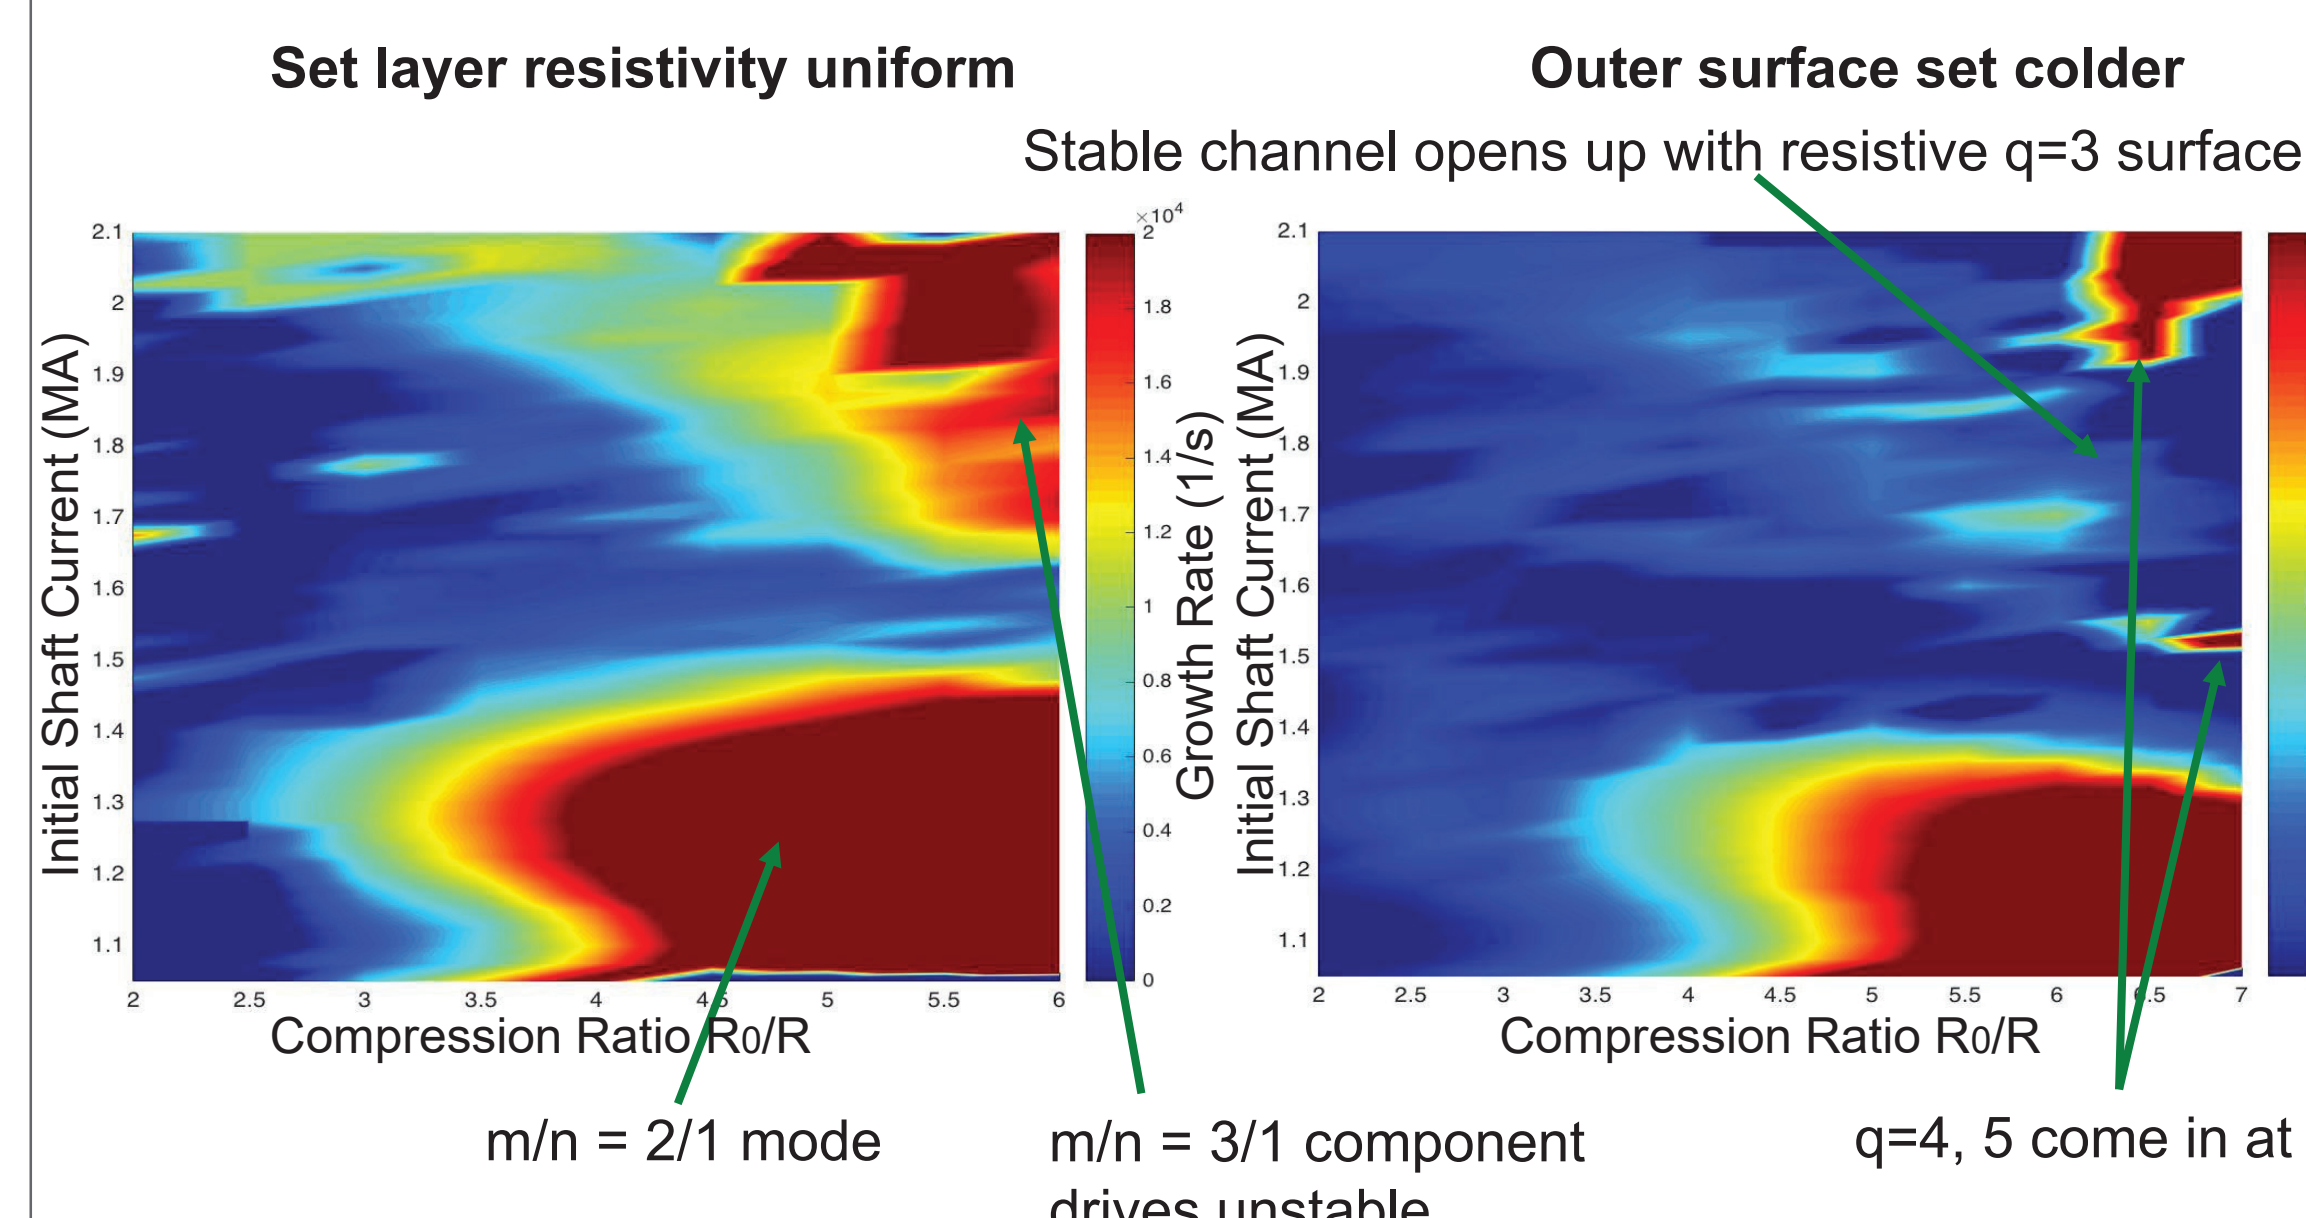 Set layer resistivity uniform
Outer surface set colder
Stable channel opens up with resistive q=3 surface
×10⁴
Initial Shaft Current (MA)
2.1
2
1.9
1.8
1.7
1.6
1.5
1.4
1.3
1.2
1.1
2 2.5 3 3.5 4 4.5 5 5.5 6
Compression Ratio R0/R
2
1.8
1.6
1.4
1.2
1
0.8
0.6
0.4
0.2
0
Growth Rate (1/s)
Initial Shaft Current (MA)
2.1
2
1.9
1.8
1.7
1.6
1.5
1.4
1.3
1.2
1.1
2 2.5 3 3.5 4 4.5 5 5.5 6 6.5 7
Compression Ratio R0/R
m/n = 2/1 mode
m/n = 3/1 component
drives unstable
q=4, 5 come in at